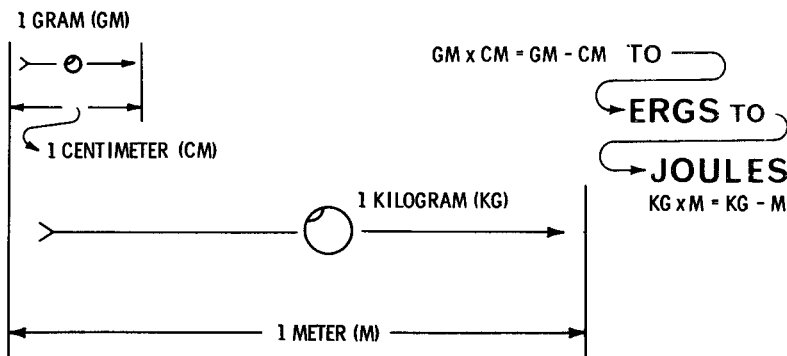 1 GRAM (GM)
1 CENTIMETER (CM)
GM x CM = GM - CM TO
ERGS TO
JOULES
KG x M = KG - M
1 KILOGRAM (KG)
1 METER (M)